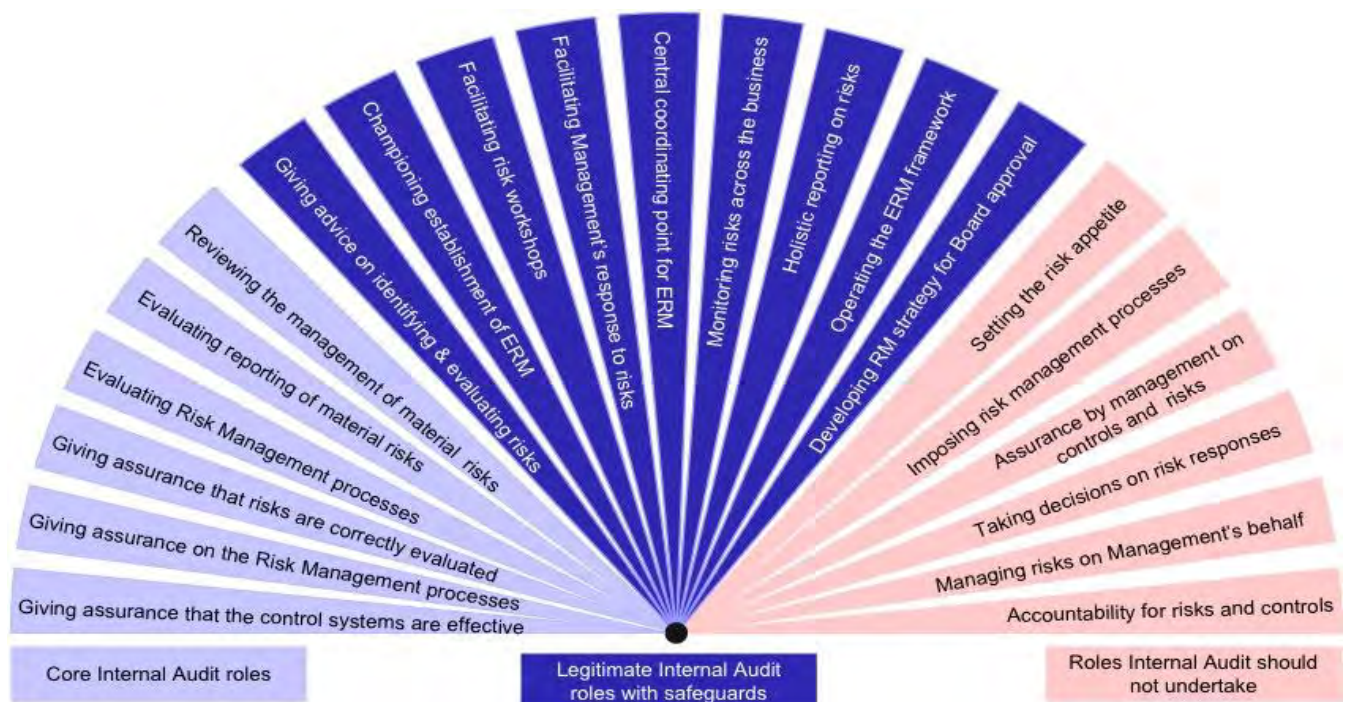 Giving assurance that the control systems are effective
Giving assurance on the Risk Management processes
Giving assurance that risks are correctly evaluated
Evaluating Risk Management processes
Evaluating reporting of material risks
Reviewing the management of material risks
Giving advice on identifying & evaluating risks
Championing establishment of ERM
Facilitating risk workshops
Facilitating Management's response to risks
Central coordinating point for ERM
Monitoring risks across the business
Holistic reporting on risks
Operating the ERM framework
Developing RM strategy for Board approval
Setting the risk appetite
Imposing risk management processes
Assurance by management on
controls and risks
Taking decisions on risk responses
Managing risks on Management's behalf
Accountability for risks and controls
Core Internal Audit roles
Legitimate Internal Audit
roles with safeguards
Roles Internal Audit should
not undertake